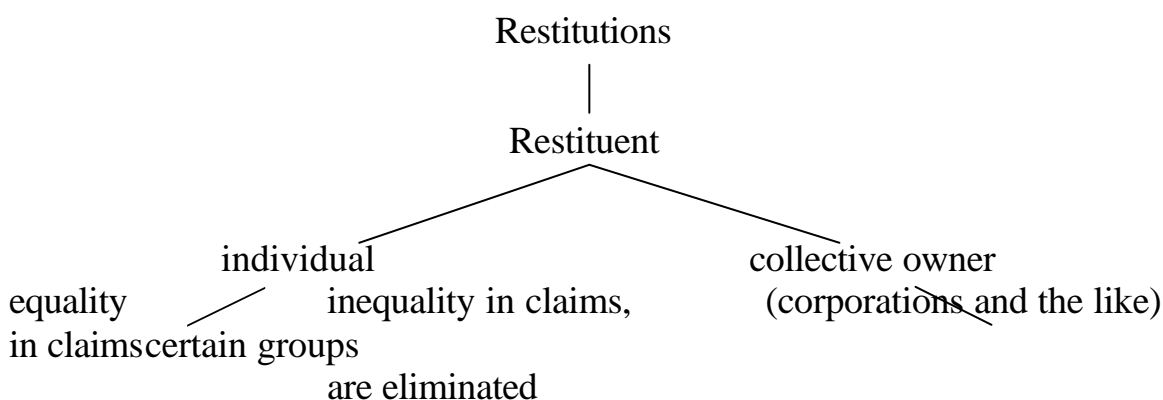 Restitutions
Restituent
individual collective owner
equality inequality in claims, (corporations and the like)
in claimscertain groups
are eliminated